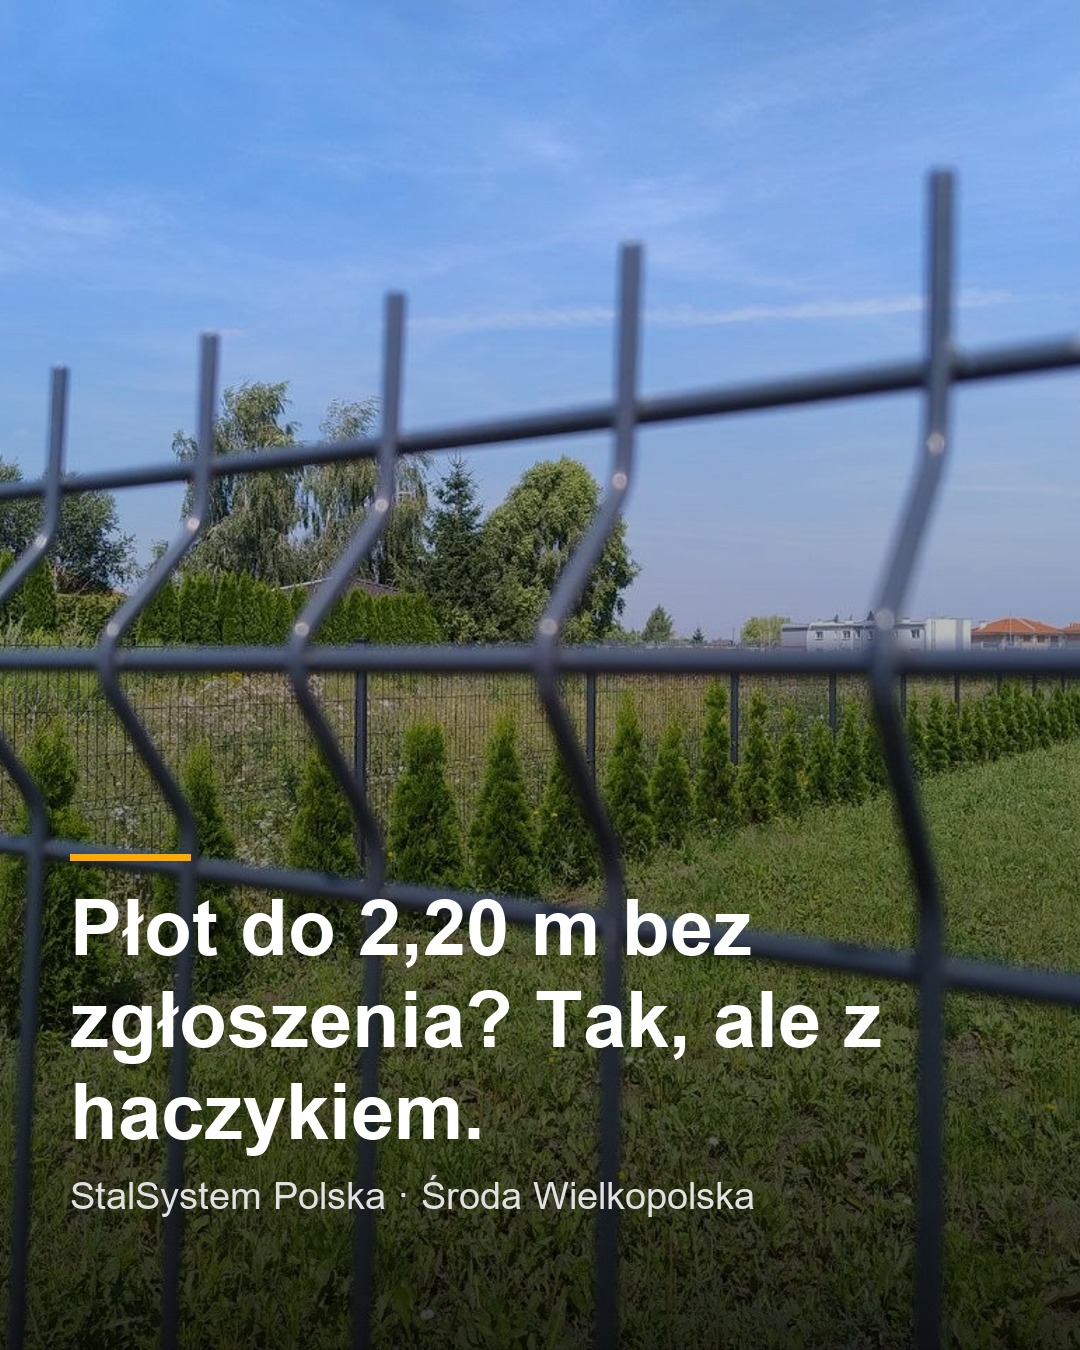 Płot do 2,20 m bez
zgłoszenia? Tak, ale z
haczykiem.
StalSystem Polska · Środa Wielkopolska